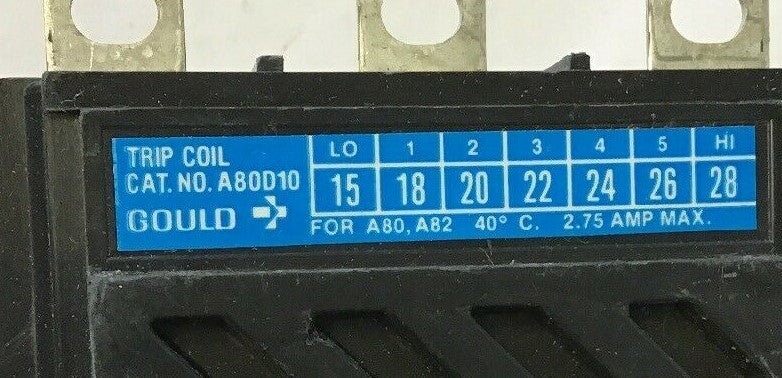 TRIP COIL
CAT. NO. A80D10
GOULD
LO 1 2 3 4 5 HI
15 18 20 22 24 26 28
FOR A80, A82 40° C. 2.75 AMP MAX.